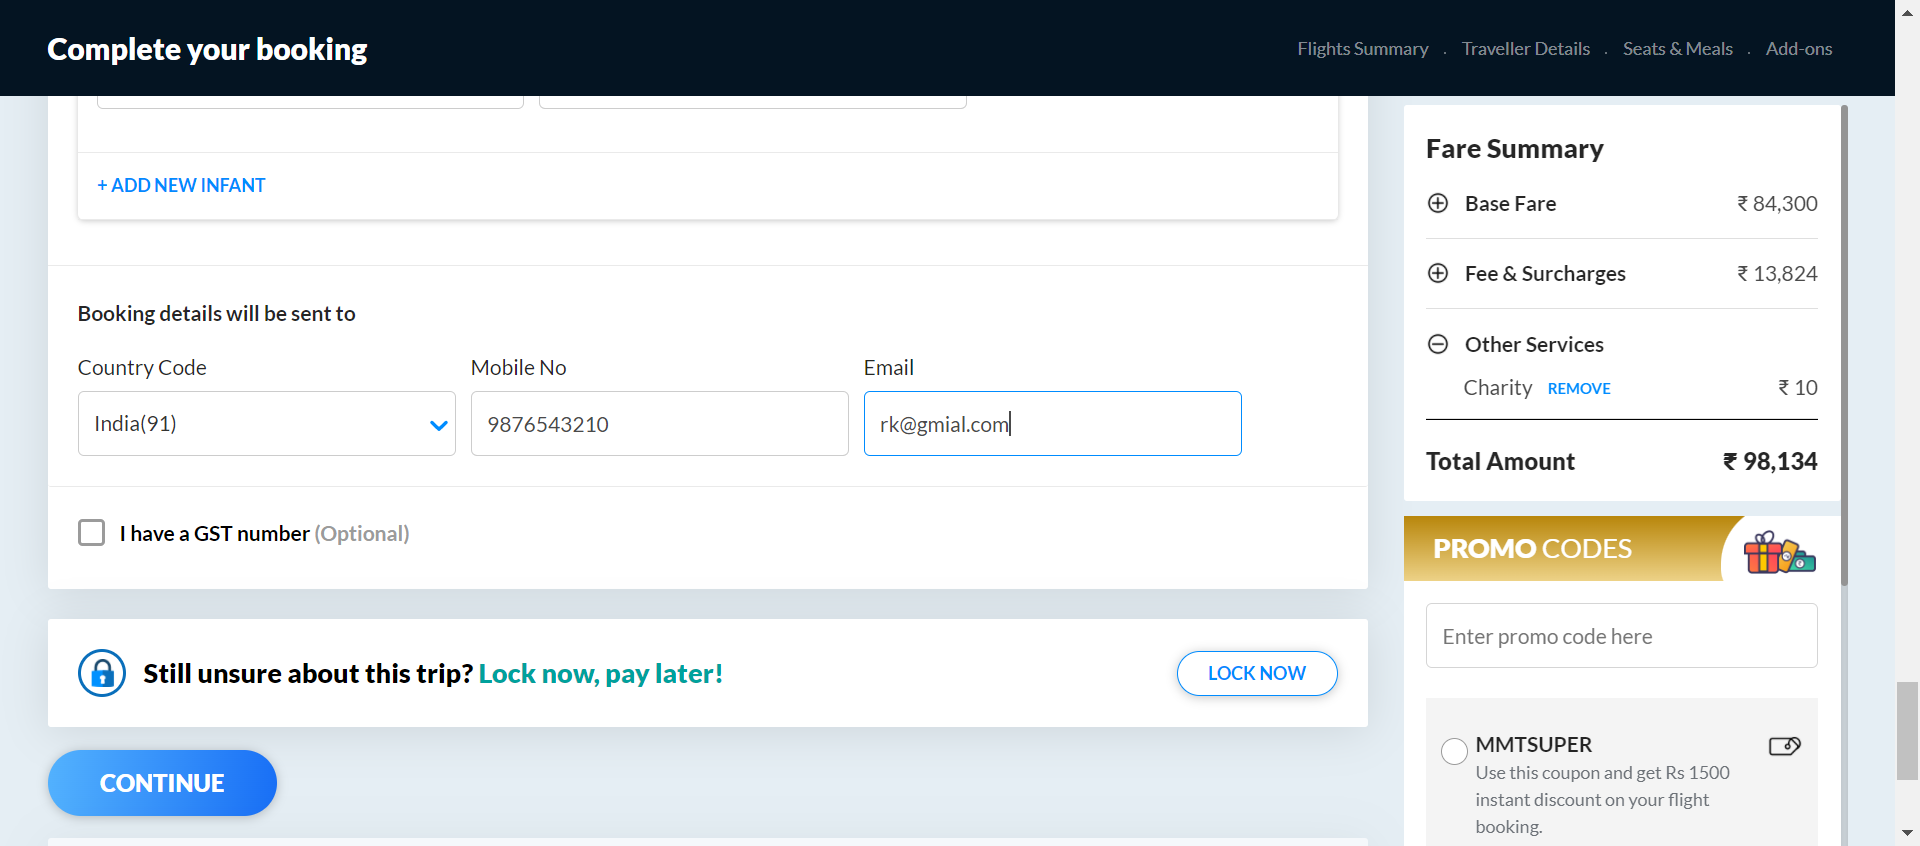 Complete your booking
Flights Summary . Traveller Details . Seats & Meals . Add-ons
+ ADD NEW INFANT
Booking details will be sent to
Country Code Mobile No Email
India(91) 9876543210 rk@gmial.com
I have a GST number (Optional)
Still unsure about this trip? Lock now, pay later!
LOCK NOW
CONTINUE
Fare Summary
Base Fare ₹ 84,300
Fee & Surcharges ₹ 13,824
Other Services
Charity REMOVE ₹ 10
Total Amount ₹ 98,134
PROMO CODES
Enter promo code here
MMTSUPER
Use this coupon and get Rs 1500
instant discount on your flight
booking.